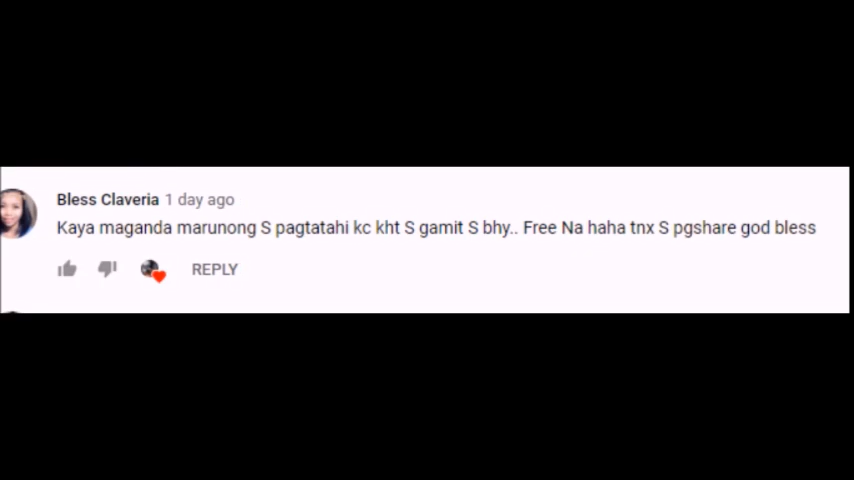 Bless Claveria 1 day ago
Kaya maganda marunong S pagtatahi kc kht S gamit S bhy.. Free Na haha tnx S pgshare god bless
REPLY